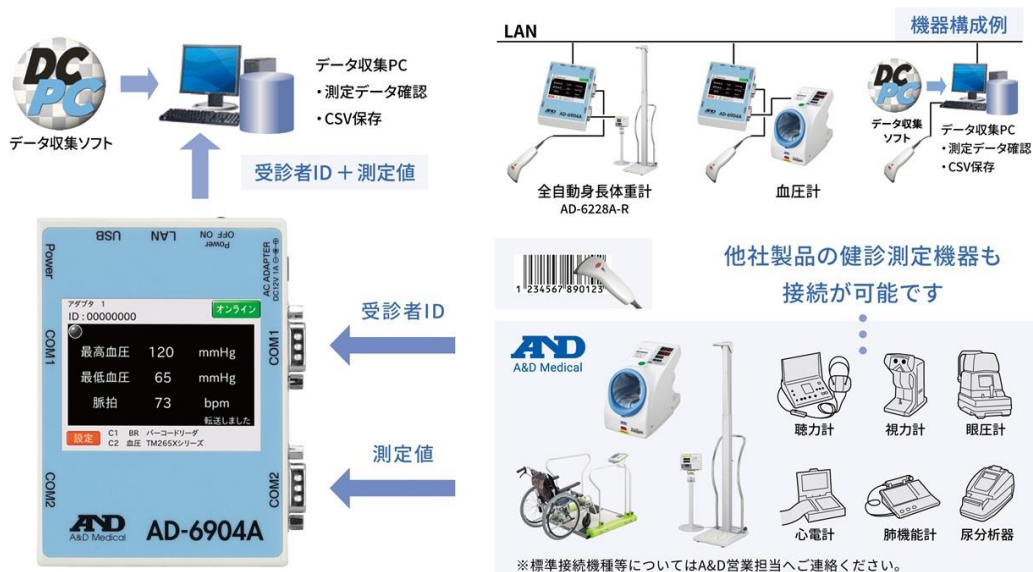 DC
PC
データ収集ソフト
データ収集PC
・測定データ確認
・CSV保存
受診者ID + 測定値
USB
LAN
Power
OFF ON
Power
AC ADAPTER
DC12V 1A
アダプタ 1
ID : 00000000
オンライン
最高血圧 120 mmHg
最低血圧 65 mmHg
脈拍 73 bpm
転送しました
設定
C1 BR バーコードリーダ
C2 血圧 TM265Xシリーズ
COM1
COM1
COM2
COM2
AND
A&D Medical
AD-6904A
受診者ID
測定値
LAN
機器構成例
AD-6904A
全自動身長体重計
AD-6228A-R
AD-6904A
血圧計
DC
PC
データ収集
ソフト
データ収集PC
・測定データ確認
・CSV保存
1 234567 890123
他社製品の健診測定機器も
接続が可能です
AND
A&D Medical
聴力計
視力計
眼圧計
心電計
肺機能計
尿分析器
※標準接続機種等についてはA&D営業担当へご連絡ください。